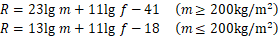 R = 23lg m + 11lg f − 41 (m ≥ 200kg/m²)
R = 13lg m + 11lg f − 18 (m ≤ 200kg/m²)